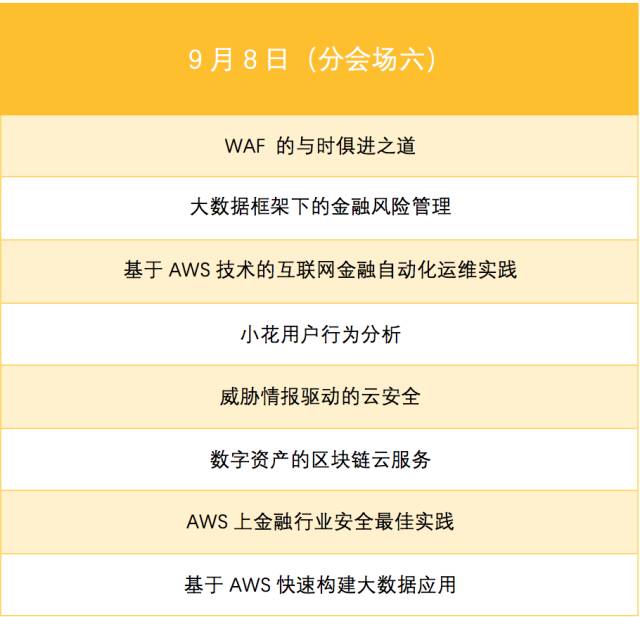 9月8日（分会场六）
WAF 的与时俱进之道
大数据框架下的金融风险管理
基于 AWS 技术的互联网金融自动化运维实践
小花用户行为分析
威胁情报驱动的云安全
数字资产的区块链云服务
AWS 上金融行业安全最佳实践
基于 AWS 快速构建大数据应用